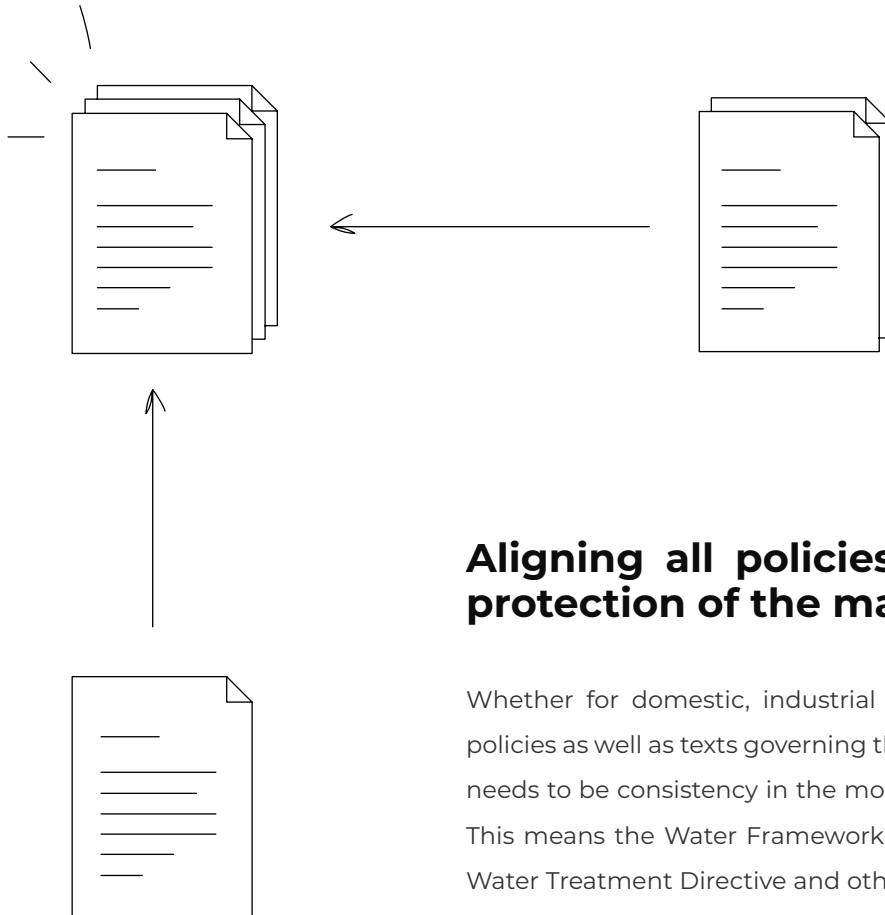 Aligning all policies
protection of the ma
Whether for domestic, industrial
policies as well as texts governing th
needs to be consistency in the mo
This means the Water Framework
Water Treatment Directive and oth